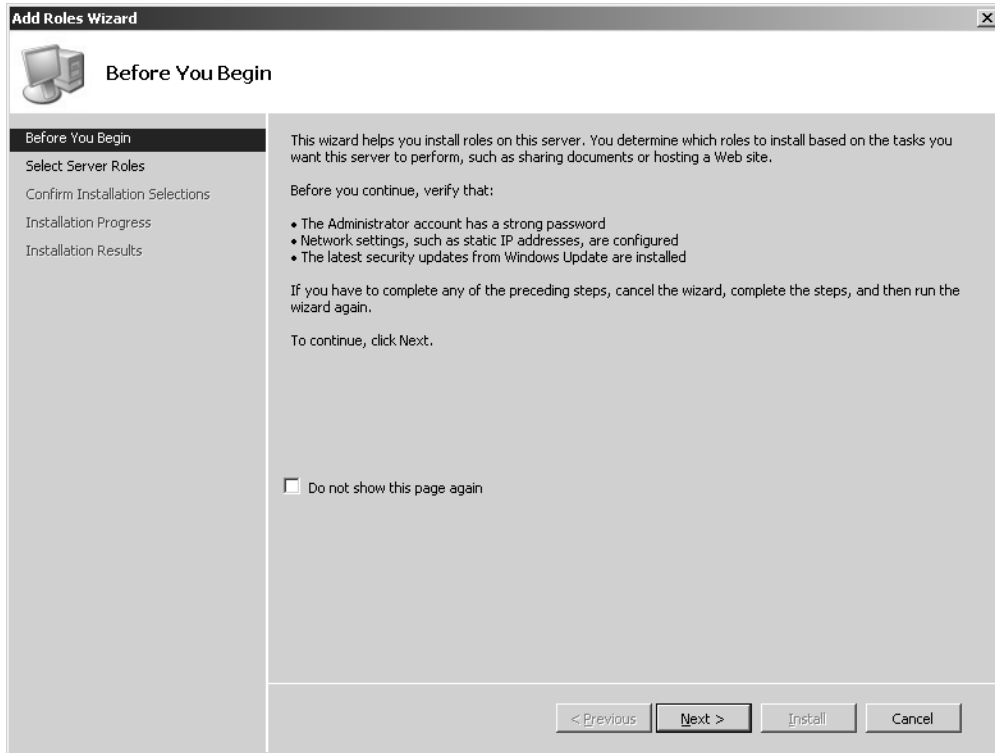 Add Roles Wizard
Before You Begin
Before You Begin
Select Server Roles
Confirm Installation Selections
Installation Progress
Installation Results
This wizard helps you install roles on this server. You determine which roles to install based on the tasks you
want this server to perform, such as sharing documents or hosting a Web site.
Before you continue, verify that:
• The Administrator account has a strong password
• Network settings, such as static IP addresses, are configured
• The latest security updates from Windows Update are installed
If you have to complete any of the preceding steps, cancel the wizard, complete the steps, and then run the
wizard again.
To continue, click Next.
Do not show this page again
< Previous
Next >
Install
Cancel